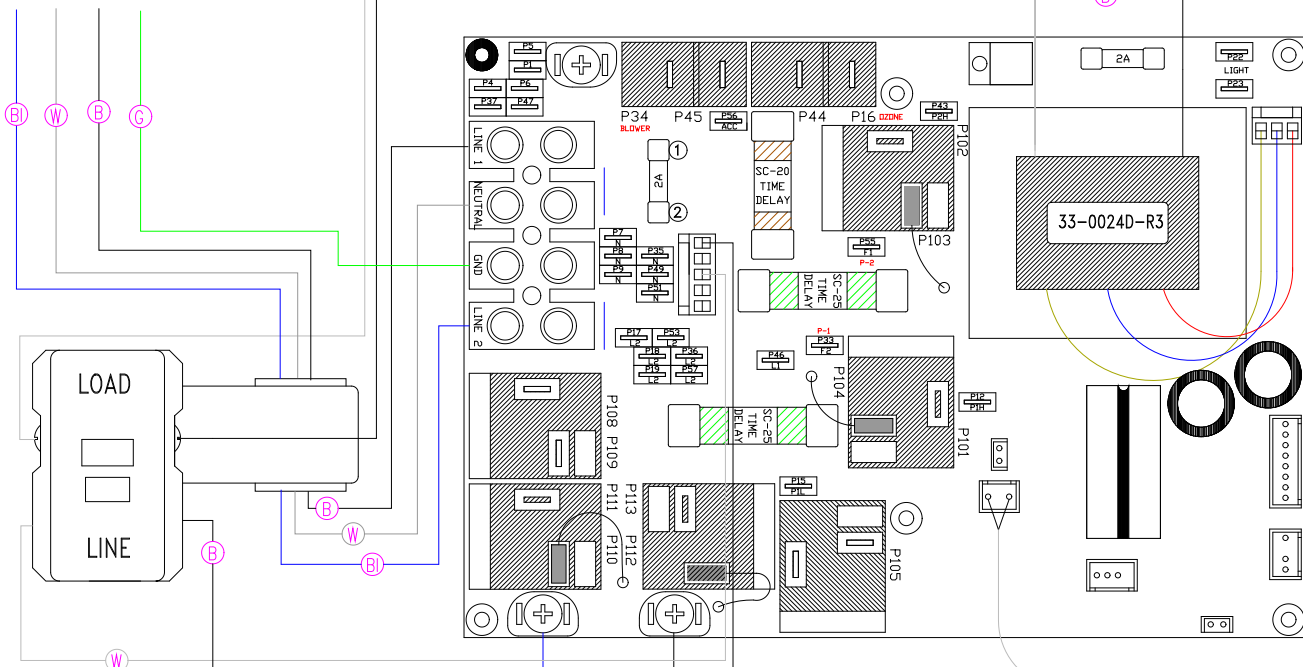 B
2A
P22
LIGHT
P23
P5
P1
P4
P6
P37
P47
P34
BLOWER
P45
P56
ACC
P44
P16
OZONE
P43
P2H
P102
P103
BI
W
B
G
LINE 1
NEUTRAL
GND
LINE 2
2A
1
2
SC-20
TIME
DELAY
P7
N
P8
N
P9
N
P35
N
P49
N
P51
N
P55
F1
P-2
SC-25
TIME
DELAY
33-0024D-R3
P17
L2
P53
L2
P18
L2
P36
L2
P19
L2
P57
L2
P-1
P33
F2
P46
L1
P104
P101
P12
P1H
SC-25
TIME
DELAY
P108
P109
P111
P110
P113
P112
P15
P1L
P105
LOAD
LINE
B
W
BI
B
W